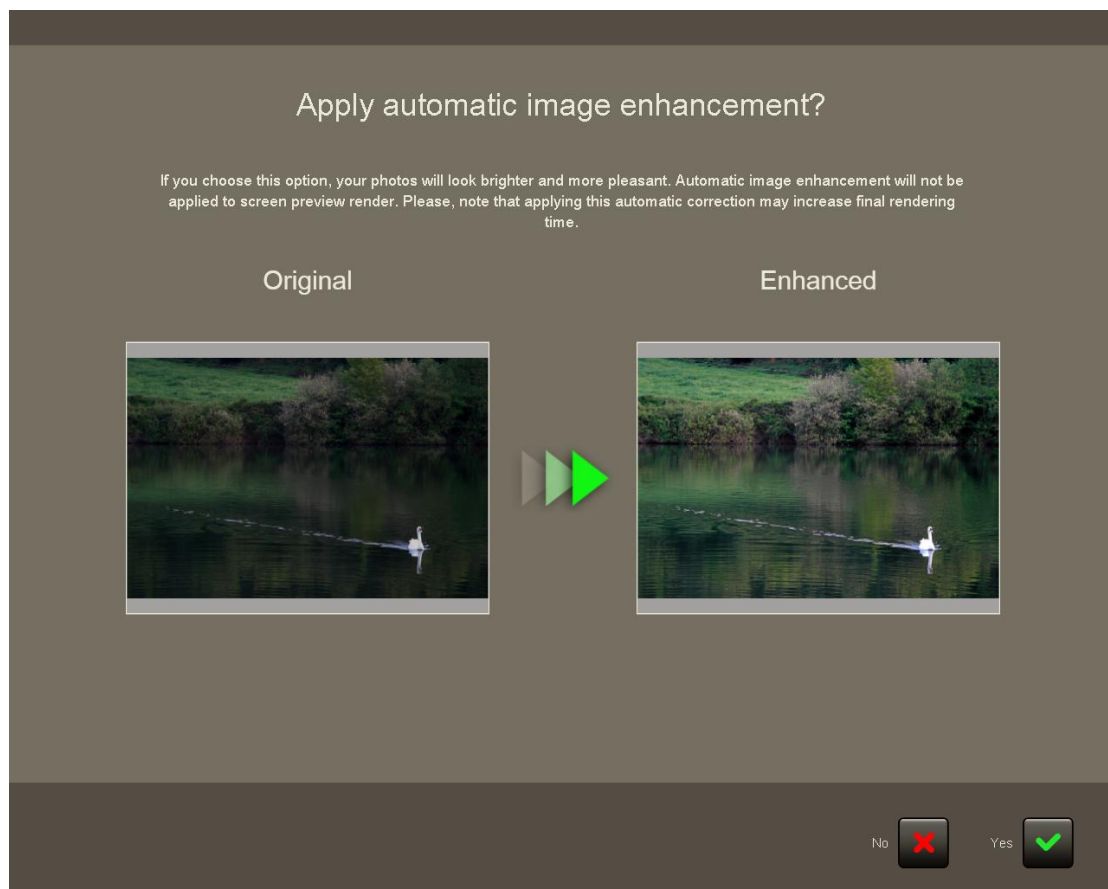 Apply automatic image enhancement?
If you choose this option, your photos will look brighter and more pleasant. Automatic image enhancement will not be
applied to screen preview render. Please, note that applying this automatic correction may increase final rendering
time.
Original
Enhanced
No
Yes